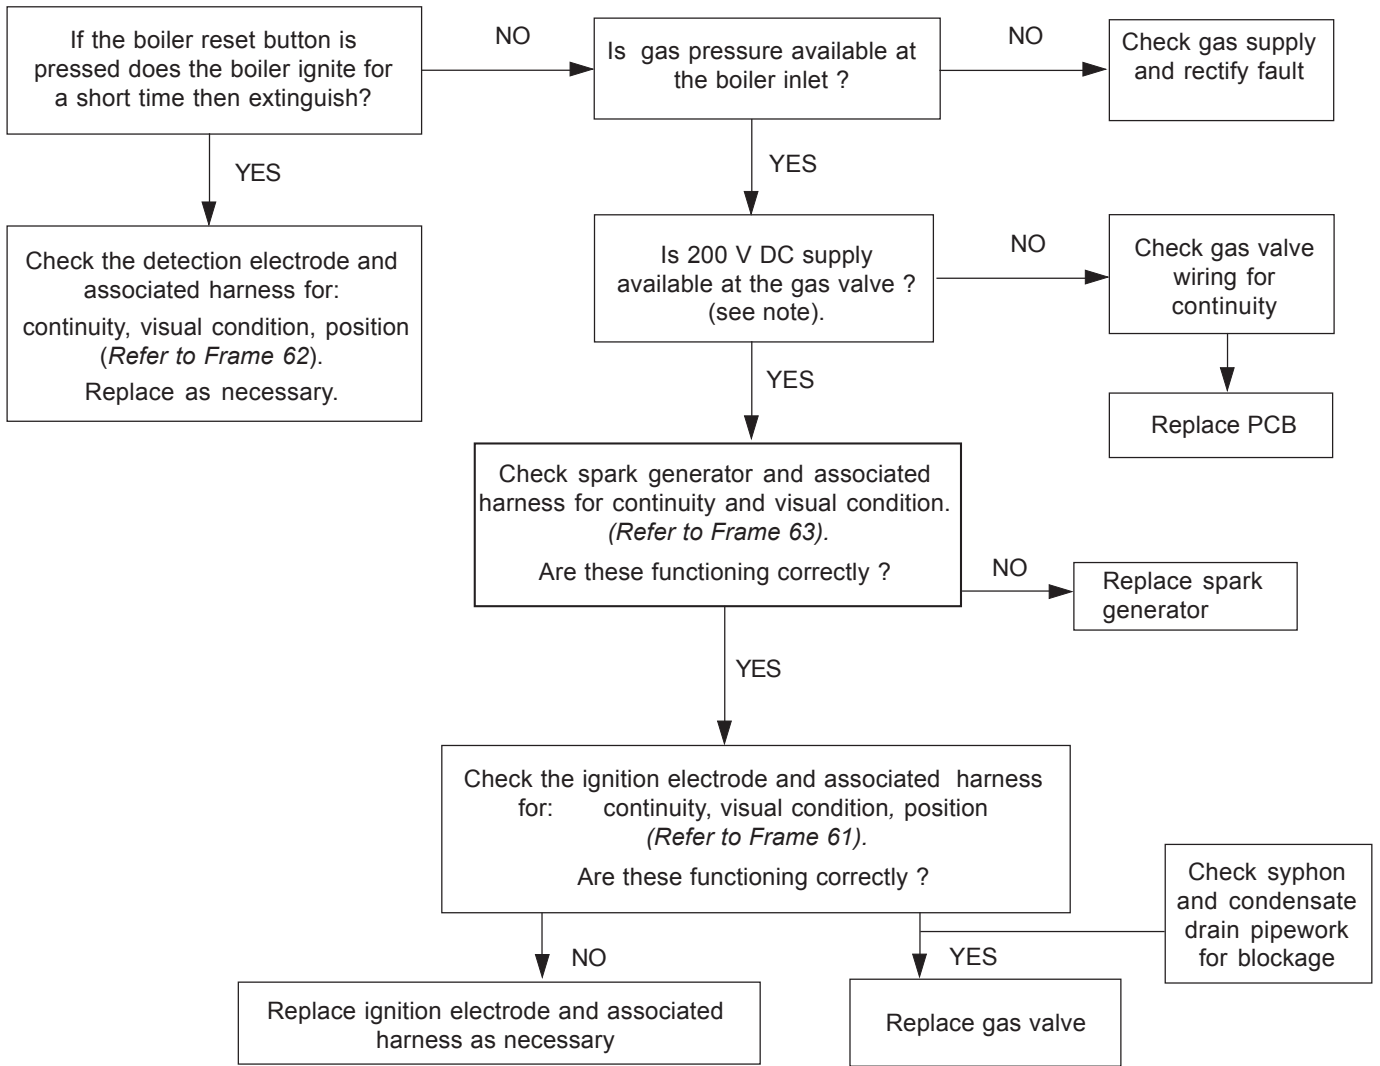 If the boiler reset button is
pressed does the boiler ignite for
a short time then extinguish?
NO
Is gas pressure available at
the boiler inlet ?
NO
Check gas supply
and rectify fault
YES
YES
Check the detection electrode and
associated harness for:
continuity, visual condition, position
(Refer to Frame 62).
Replace as necessary.
Is 200 V DC supply
available at the gas valve ?
(see note).
NO
Check gas valve
wiring for
continuity
YES
Replace PCB
Check spark generator and associated
harness for continuity and visual condition.
(Refer to Frame 63).
Are these functioning correctly ?
NO
Replace spark
generator
YES
Check the ignition electrode and associated harness
for: continuity, visual condition, position
(Refer to Frame 61).
Are these functioning correctly ?
Check syphon
and condensate
drain pipework
for blockage
NO
YES
Replace ignition electrode and associated
harness as necessary
Replace gas valve